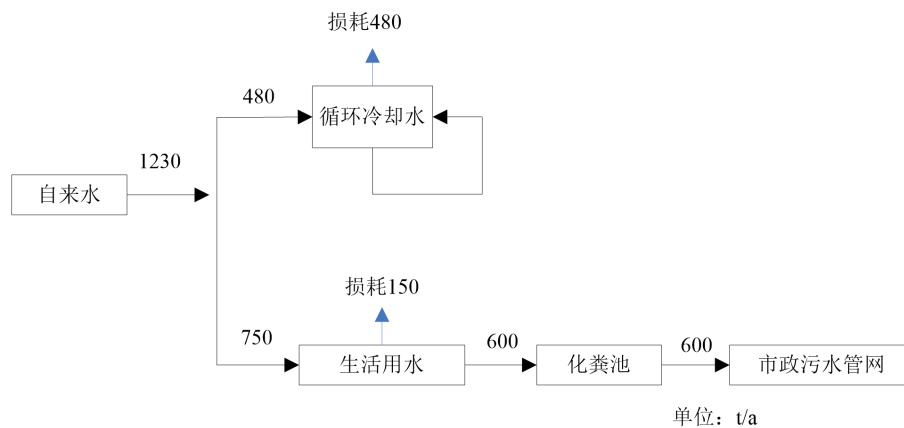 损耗480
480
循环冷却水
1230
自来水
损耗150
750
生活用水
600
化粪池
600
市政污水管网
单位：t/a